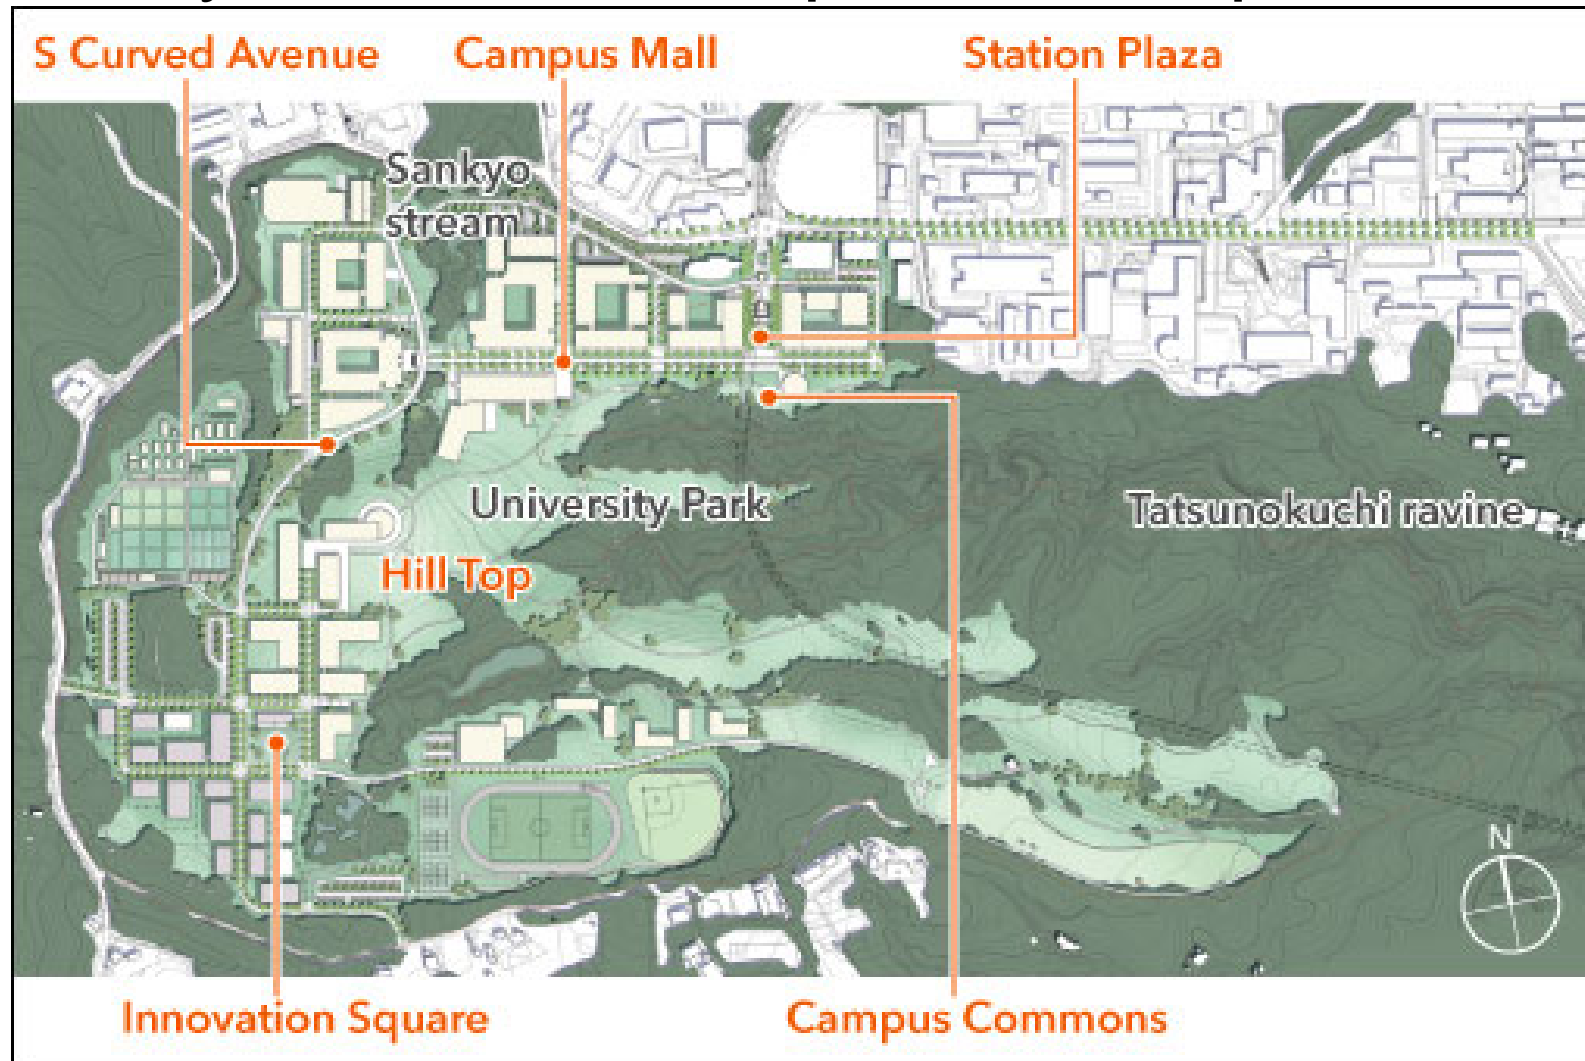 S Curved Avenue
Campus Mall
Station Plaza
Sankyo
stream
University Park
Tatsunokuchi ravine
Hill Top
N
Innovation Square
Campus Commons